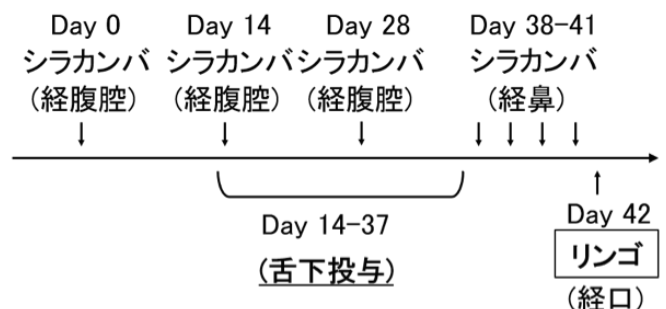 Day 0 Day 14 Day 28 Day 38-41
シラカンバ シラカンバ シラカンバ シラカンバ
(経腹腔) (経腹腔) (経腹腔) (経鼻)
Day 14-37
(舌下投与)
Day 42
リンゴ
(経口)